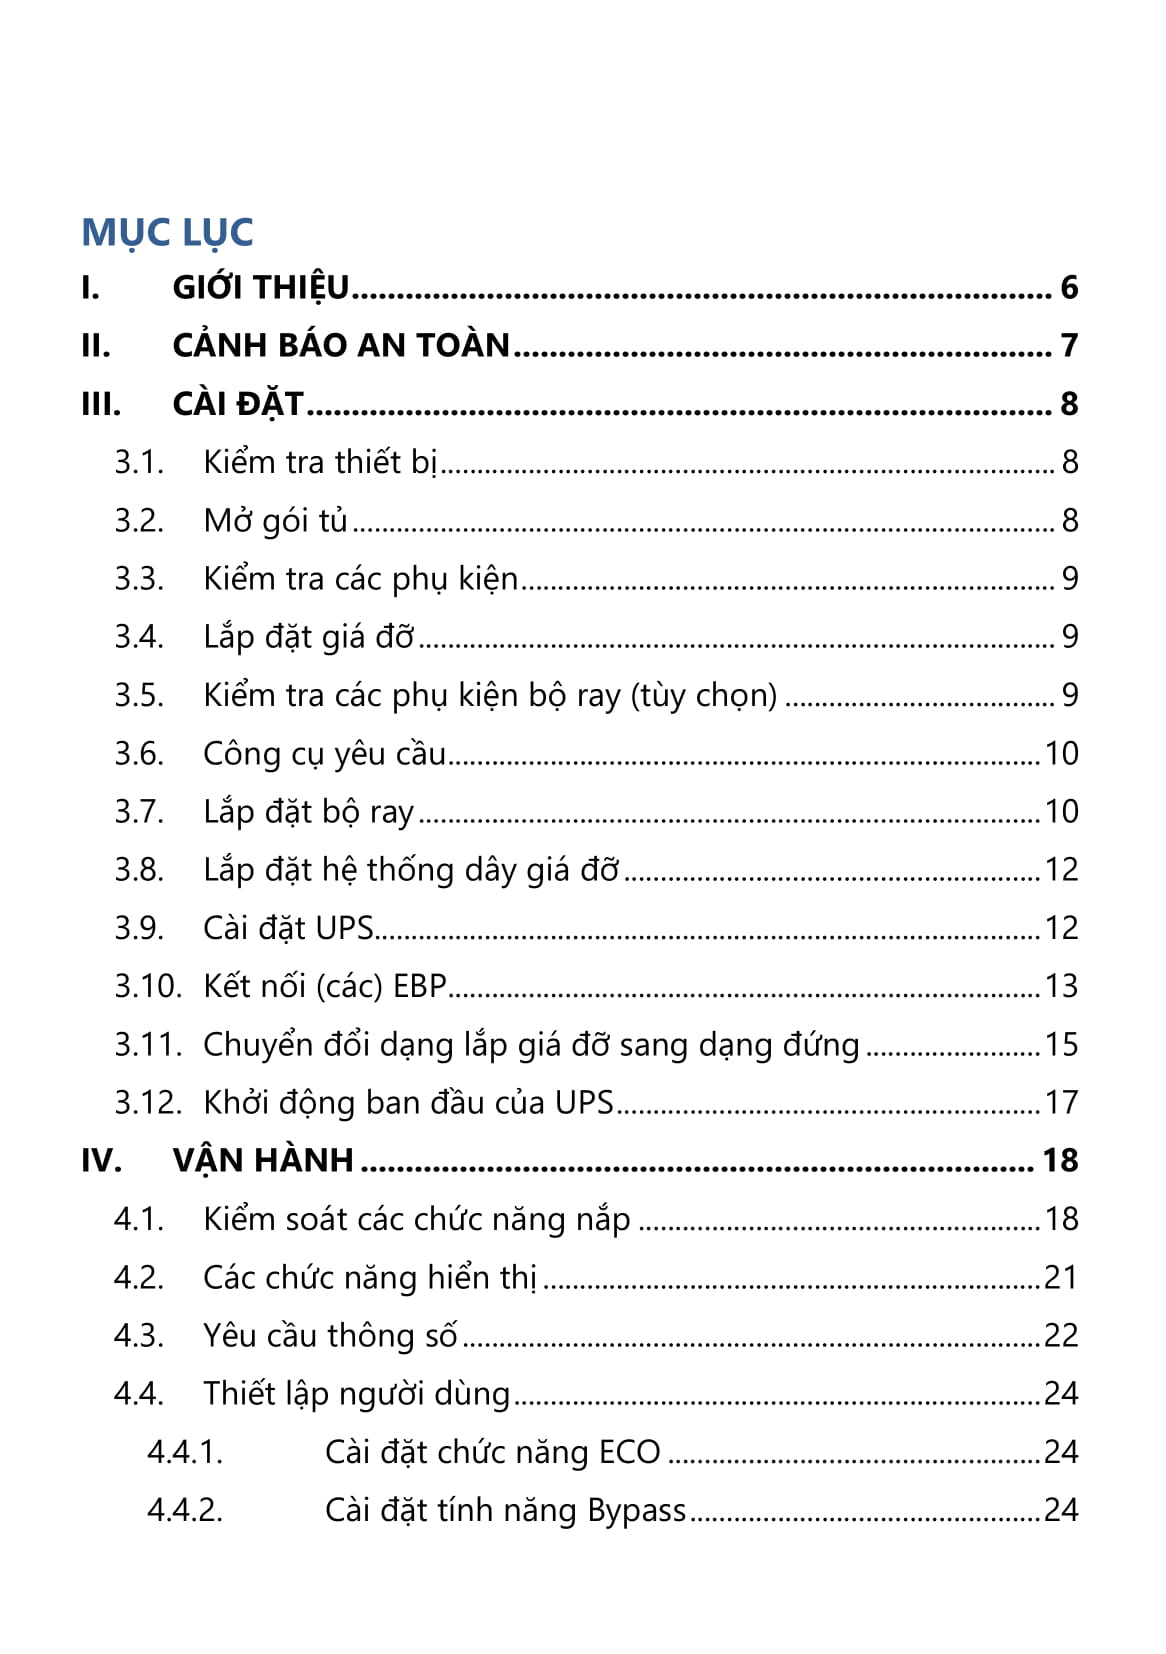 MỤC LỤC
I. GIỚI THIỆU........................................................................... 6
II. CẢNH BÁO AN TOÀN.......................................................... 7
III. CÀI ĐẶT................................................................................ 8
3.1. Kiểm tra thiết bị.................................................................................. 8
3.2. Mở gói tủ............................................................................................. 8
3.3. Kiểm tra các phụ kiện........................................................................ 9
3.4. Lắp đặt giá đỡ..................................................................................... 9
3.5. Kiểm tra các phụ kiện bộ ray (tùy chọn)..................................... 9
3.6. Công cụ yêu cầu................................................................................10
3.7. Lắp đặt bộ ray....................................................................................10
3.8. Lắp đặt hệ thống dây giá đỡ.........................................................12
3.9. Cài đặt UPS.........................................................................................12
3.10. Kết nối (các) EBP................................................................................13
3.11. Chuyển đổi dạng lắp giá đỡ sang dạng đứng........................15
3.12. Khởi động ban đầu của UPS..........................................................17
IV. VẬN HÀNH......................................................................... 18
4.1. Kiểm soát các chức năng nắp.......................................................18
4.2. Các chức năng hiển thị....................................................................21
4.3. Yêu cầu thông số...............................................................................22
4.4. Thiết lập người dùng........................................................................24
4.4.1. Cài đặt chức năng ECO...................................................24
4.4.2. Cài đặt tính năng Bypass................................................24